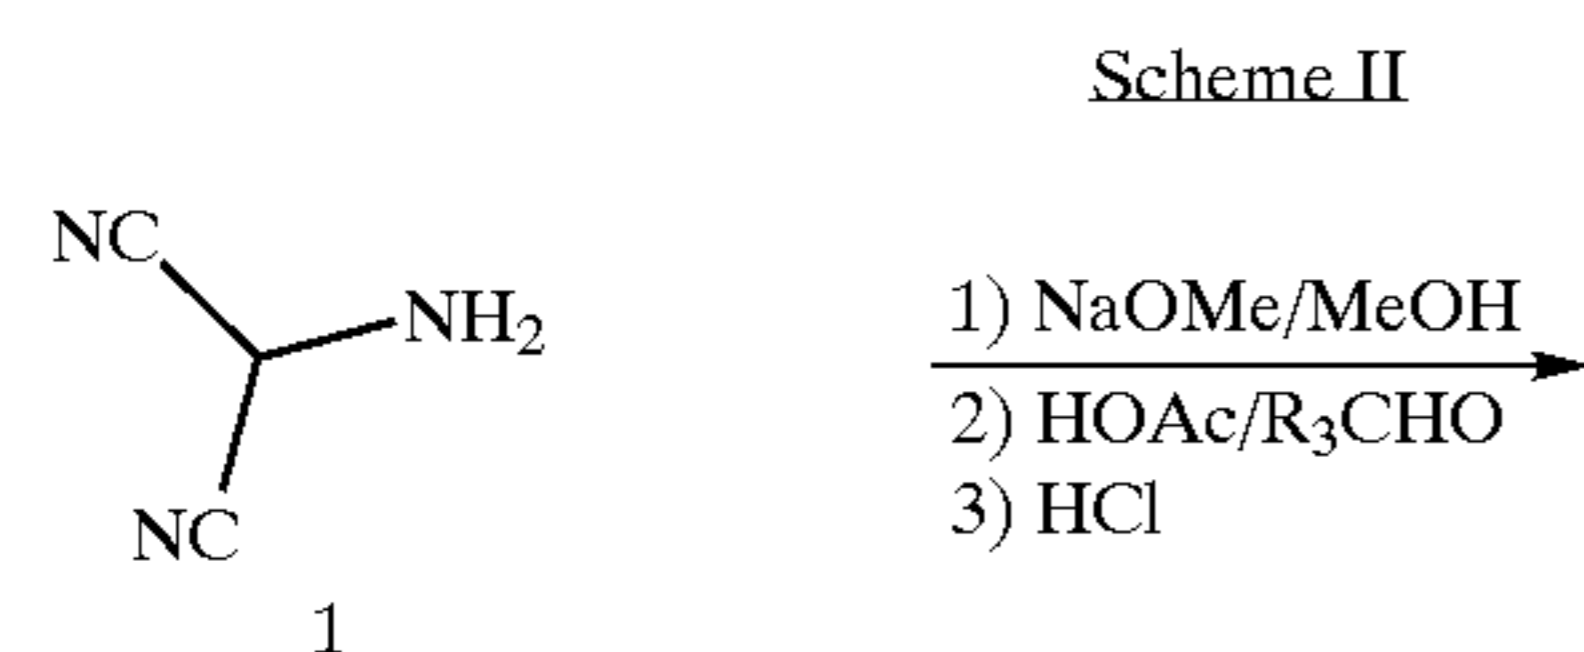 Scheme II
NC
NH₂
NC
1
1) NaOMe/MeOH
2) HOAc/R₃CHO
3) HCl